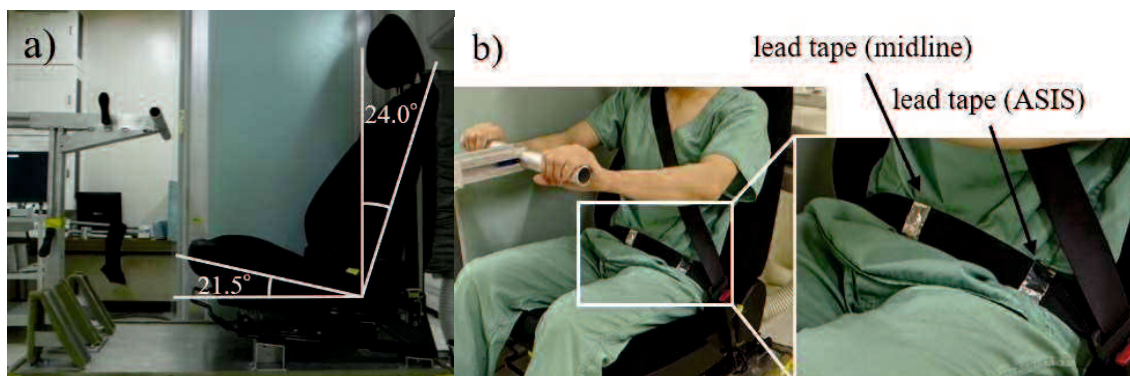 a)
24.0°
21.5°
b)
lead tape (midline)
lead tape (ASIS)